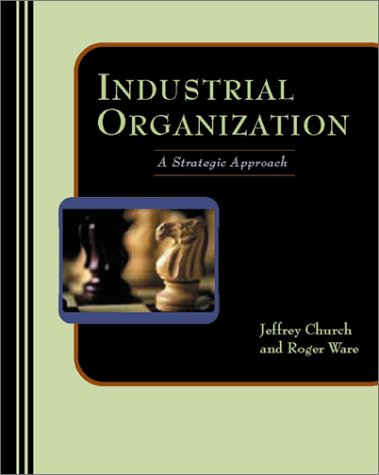 INDUSTRIAL
ORGANIZATION
A Strategic Approach
Jeffrey Church
and Roger Ware